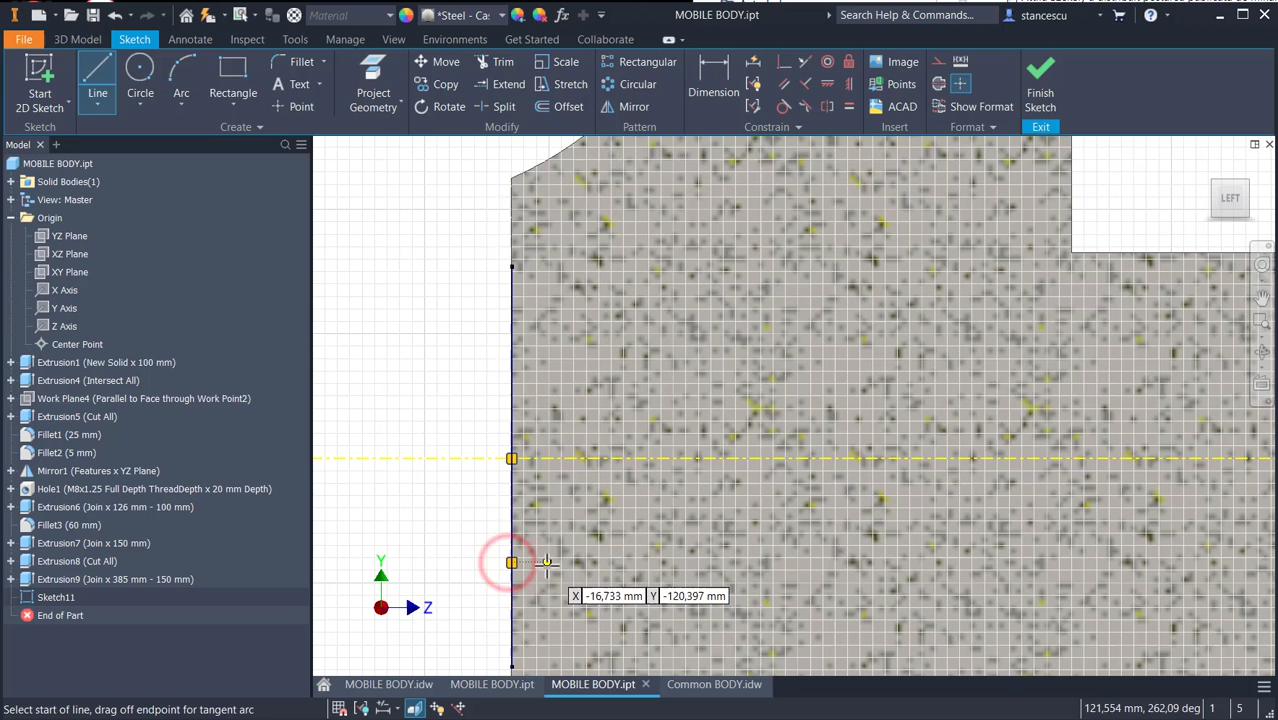 Material
*Steel - Cas
MOBILE BODY.ipt
Search Help & Commands...
stancescu
File 3D Model Sketch Annotate Inspect Tools Manage View Environments Get Started Collaborate
Start 2D Sketch
Line
Circle
Arc
Rectangle
Fillet
Text
Point
Project Geometry
Move
Copy
Rotate
Trim
Extend
Split
Scale
Stretch
Offset
Rectangular
Circular
Mirror
Dimension
Image
Points
ACAD
Show Format
Finish Sketch
Sketch Create Modify Pattern Constrain Insert Format Exit
Model
MOBILE BODY.ipt
Solid Bodies(1)
View: Master
Origin
YZ Plane
XZ Plane
XY Plane
X Axis
Y Axis
Z Axis
Center Point
Extrusion1 (New Solid x 100 mm)
Extrusion4 (Intersect All)
Work Plane4 (Parallel to Face through Work Point2)
Extrusion5 (Cut All)
Fillet1 (25 mm)
Fillet2 (5 mm)
Mirror1 (Features x YZ Plane)
Hole1 (M8x1.25 Full Depth ThreadDepth x 20 mm Depth)
Extrusion6 (Join x 126 mm - 100 mm)
Fillet3 (60 mm)
Extrusion7 (Join x 150 mm)
Extrusion8 (Cut All)
Extrusion9 (Join x 385 mm - 150 mm)
Sketch11
End of Part
LEFT
Y
Z
X -16,733 mm Y -120,397 mm
MOBILE BODY.idw MOBILE BODY.ipt MOBILE BODY.ipt Common BODY.idw
Select start of line, drag off endpoint for tangent arc
121,554 mm, 262,09 deg 1 5